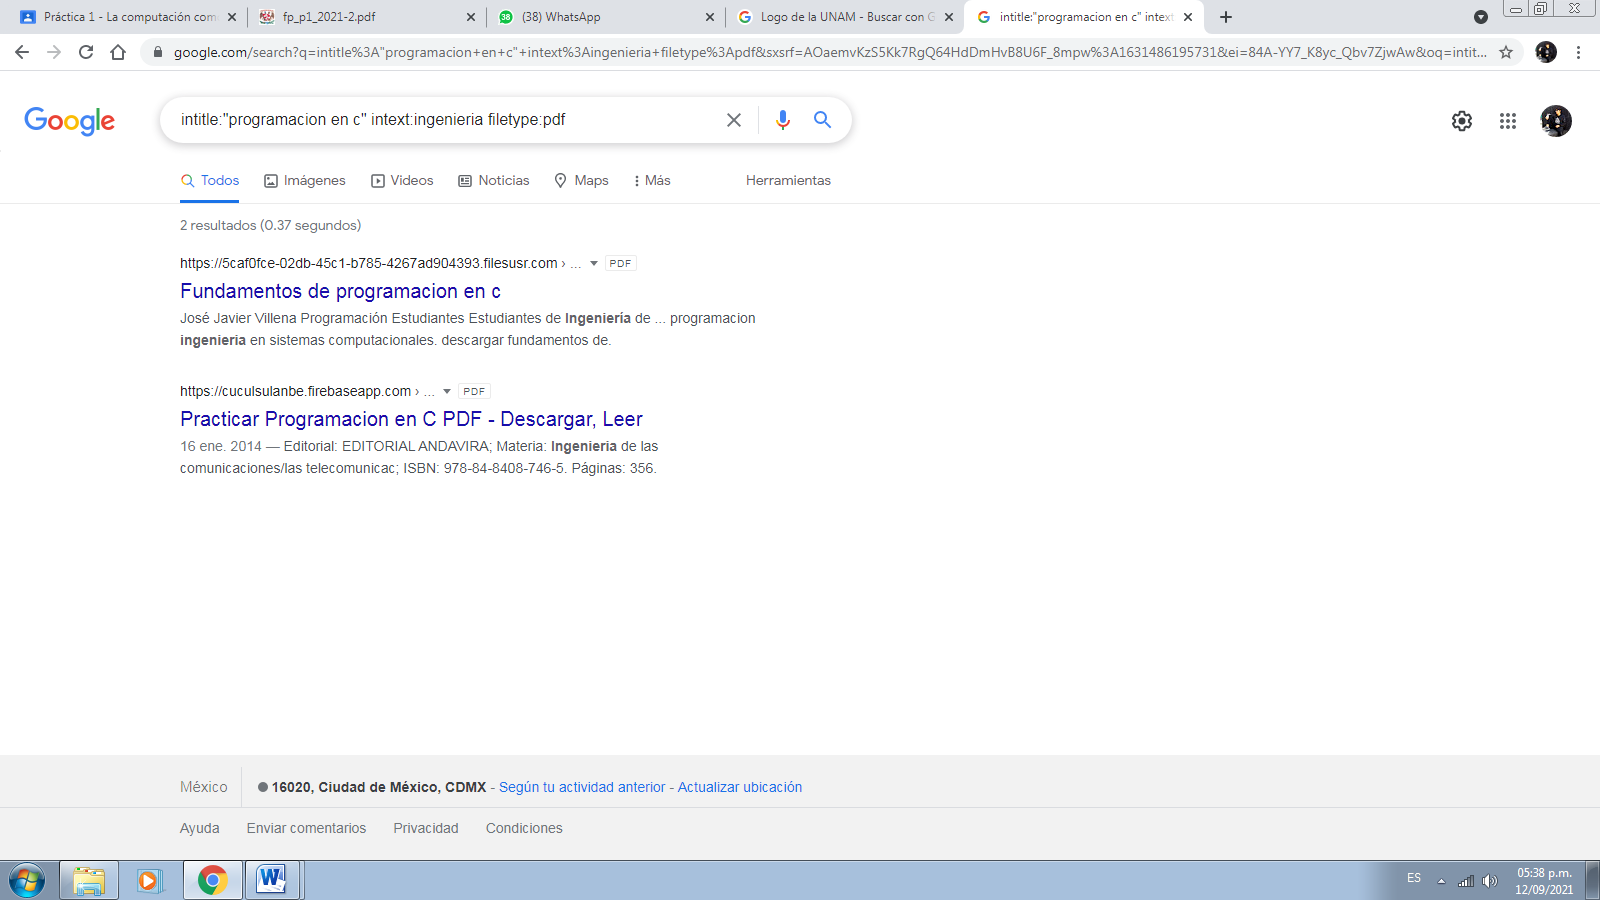 Práctica 1 - La computación com
fp_p1_2021-2.pdf
38
(38) WhatsApp
Logo de la UNAM - Buscar con G
intitle:"programacion en c" intext
google.com/search?q=intitle%3A"programacion+en+c"+intext%3Aingenieria+filetype%3Apdf&sxsrf=AOaemvKzS5Kk7RgQ64HdDmHvB8U6F_8mpw%3A1631486195731&ei=84A-YY7_K8yc_Qbv7ZjwAw&oq=intit...
Google
intitle:"programacion en c" intext:ingenieria filetype:pdf
Todos
Imágenes
Videos
Noticias
Maps
Más
Herramientas
2 resultados (0.37 segundos)
https://5caf0fce-02db-45c1-b785-4267ad904393.filesusr.com › ...
PDF
Fundamentos de programacion en c
José Javier Villena Programación Estudiantes Estudiantes de Ingeniería de ... programacion
ingenieria en sistemas computacionales. descargar fundamentos de.
https://cuculsulanbe.firebaseapp.com › ...
PDF
Practicar Programacion en C PDF - Descargar, Leer
16 ene. 2014 — Editorial: EDITORIAL ANDAVIRA; Materia: Ingenieria de las
comunicaciones/las telecomunicac; ISBN: 978-84-8408-746-5. Páginas: 356.
México
16020, Ciudad de México, CDMX - Según tu actividad anterior - Actualizar ubicación
Ayuda
Enviar comentarios
Privacidad
Condiciones
W
ES
05:38 p.m.
12/09/2021